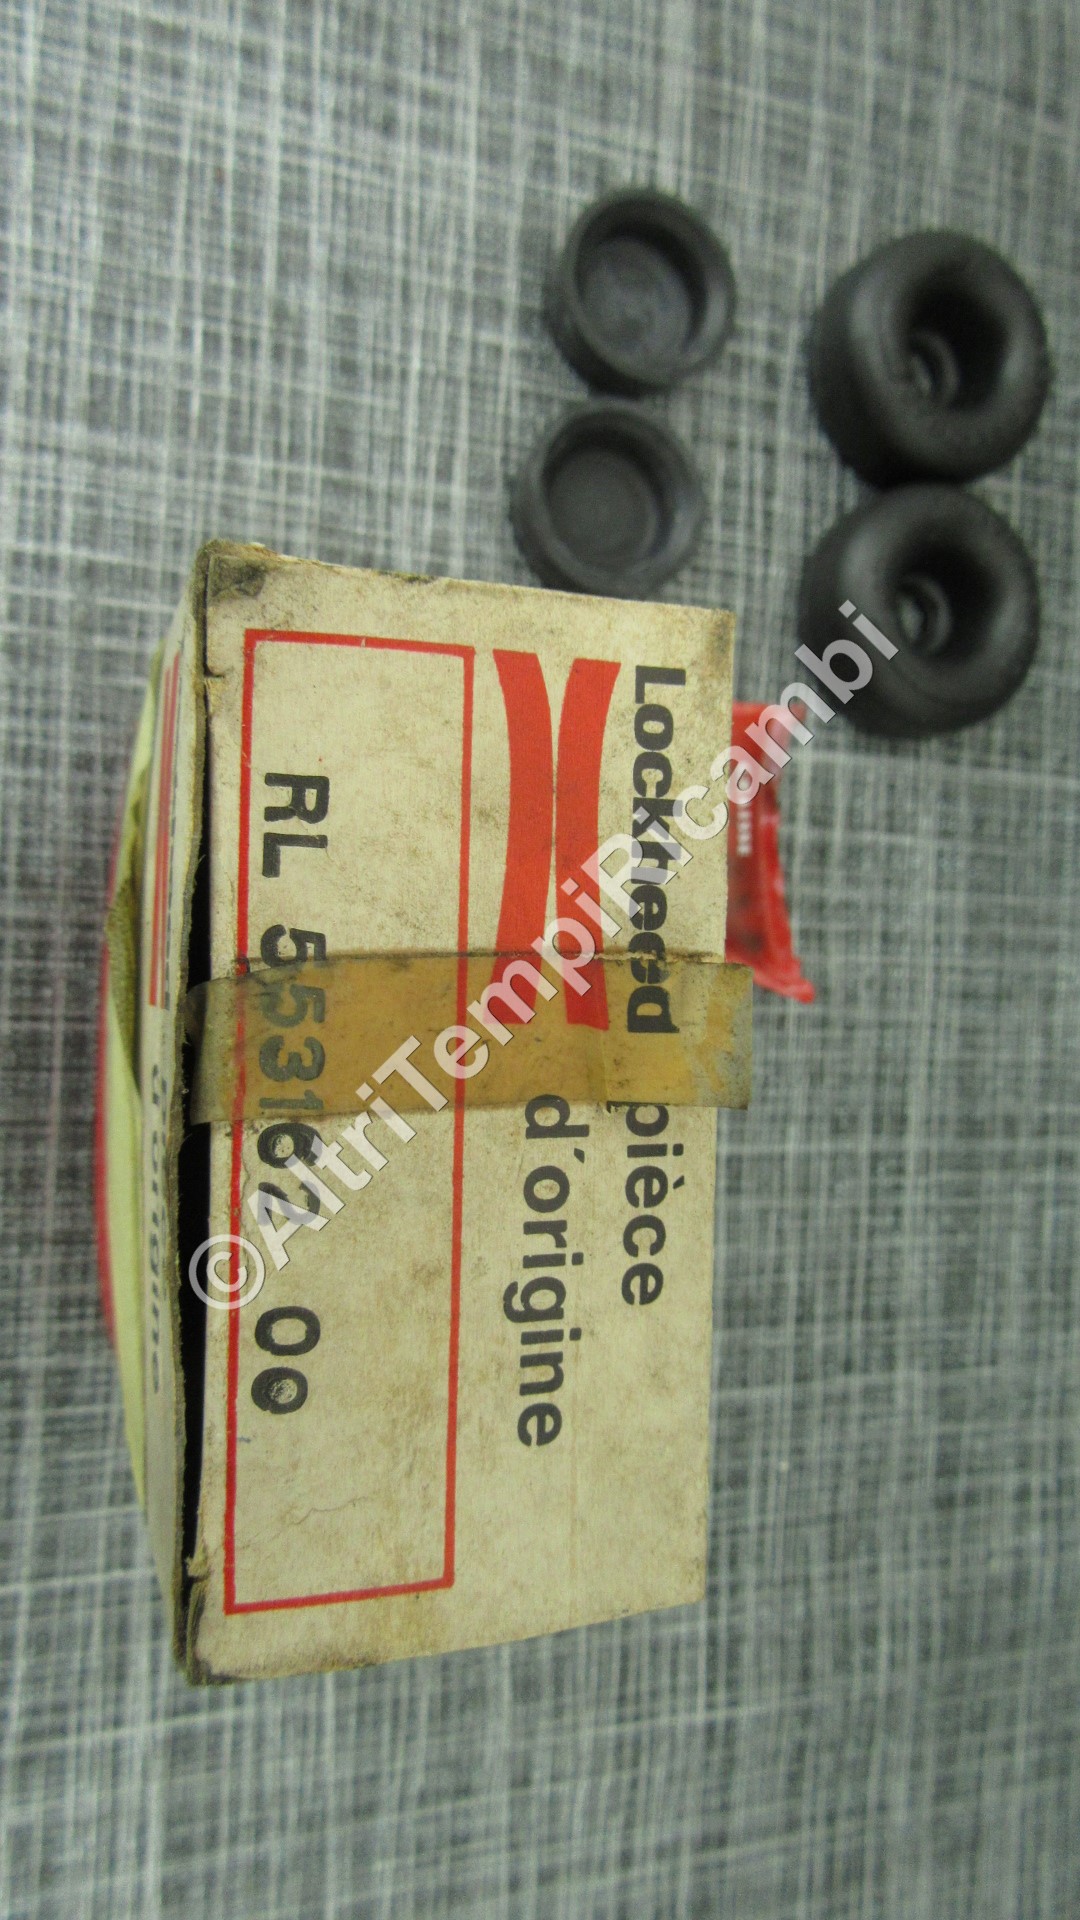 Lockheed
pièce
d'origine
RL 553162 00
©AltriTempiRicambi